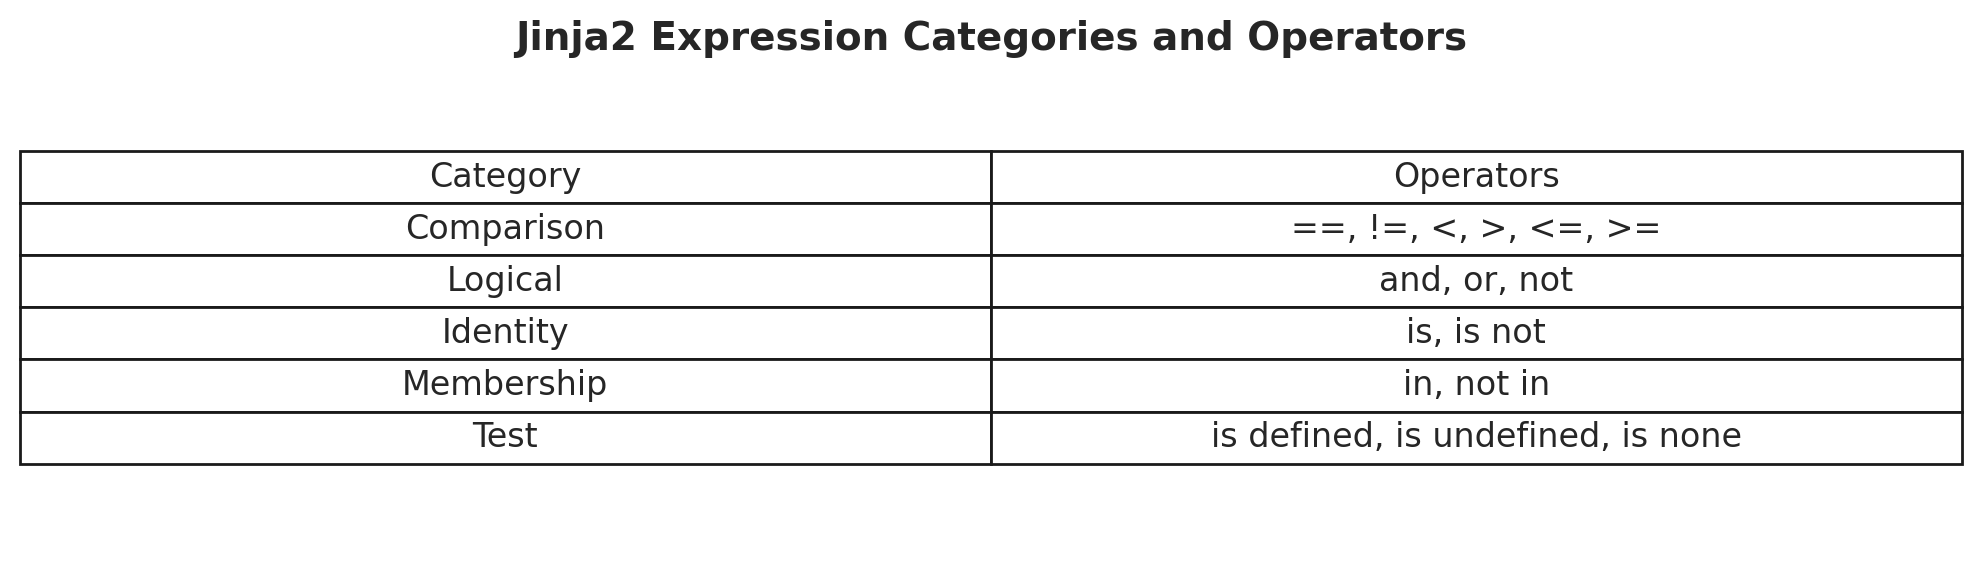 Jinja2 Expression Categories and Operators
Category Operators
Comparison ==, !=, <, >, <=, >=
Logical and, or, not
Identity is, is not
Membership in, not in
Test is defined, is undefined, is none